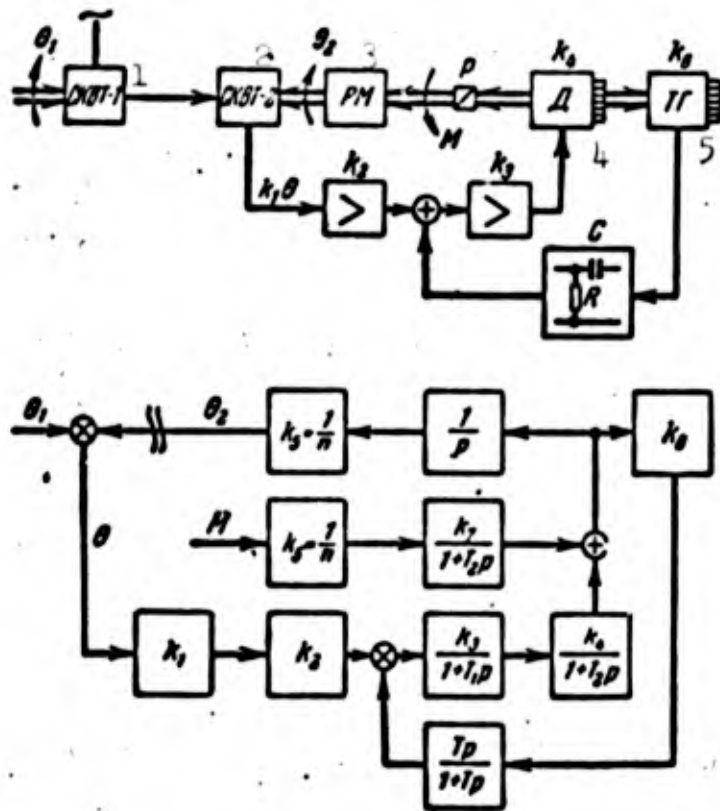 θ₁ 1 2 θ₂ 3 P k₄ k₈
СКВТ-1 СКВТ-2 РМ Д ТГ
M 4 5
k₁θ k₂ k₃
> >
C
R
θ₁ θ₂ k₅=1/n 1/p k₈
M k₅=1/n k₇/(1+T₂p)
θ
k₁ k₂ k₃/(1+T₁p) k₄/(1+T₂p)
Tp/(1+Tp)